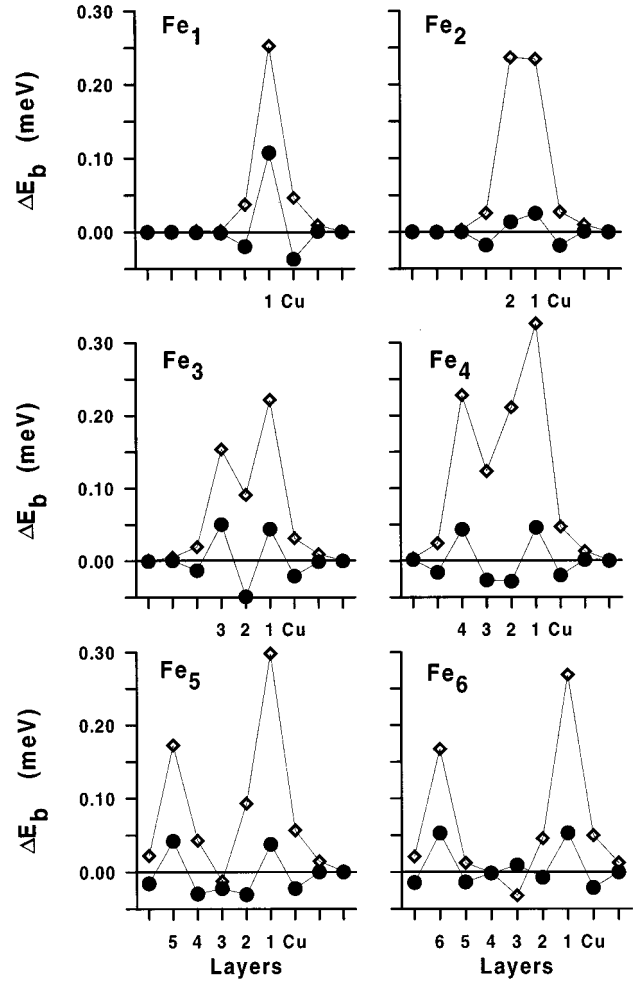 Fe1 Fe2
ΔEb (meV)
0.30
0.20
0.10
0.00
1 Cu
2 1 Cu
Fe3 Fe4
ΔEb (meV)
0.30
0.20
0.10
0.00
3 2 1 Cu
4 3 2 1 Cu
Fe5 Fe6
ΔEb (meV)
0.30
0.20
0.10
0.00
5 4 3 2 1 Cu
6 5 4 3 2 1 Cu
Layers Layers